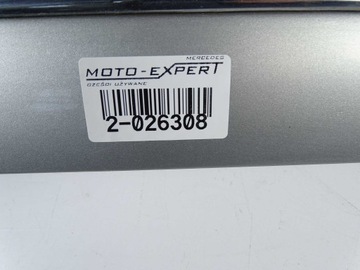 MERCEDES
MOTO-EXPERT
CZĘŚCI UŻYWANE
2-026308